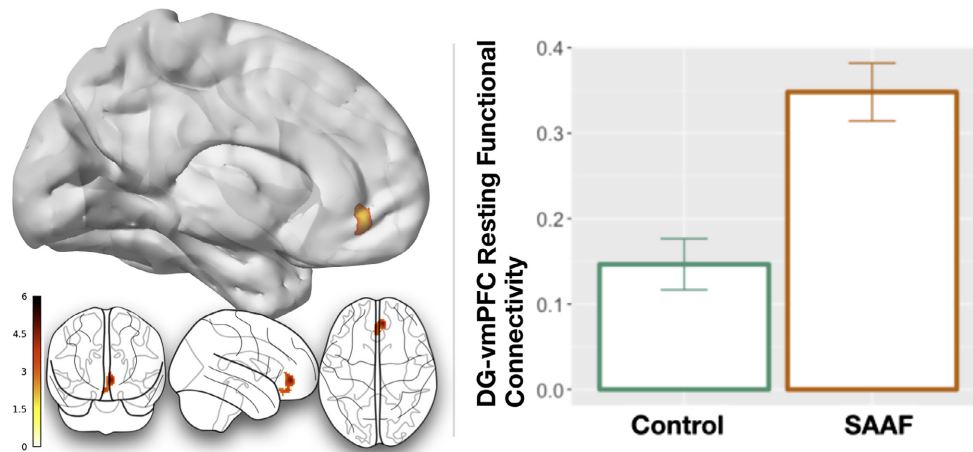 6
4.5
3
1.5
0
DG-vmPFC Resting Functional
Connectivity
0.4
0.3
0.2
0.1
0.0
Control
SAAF